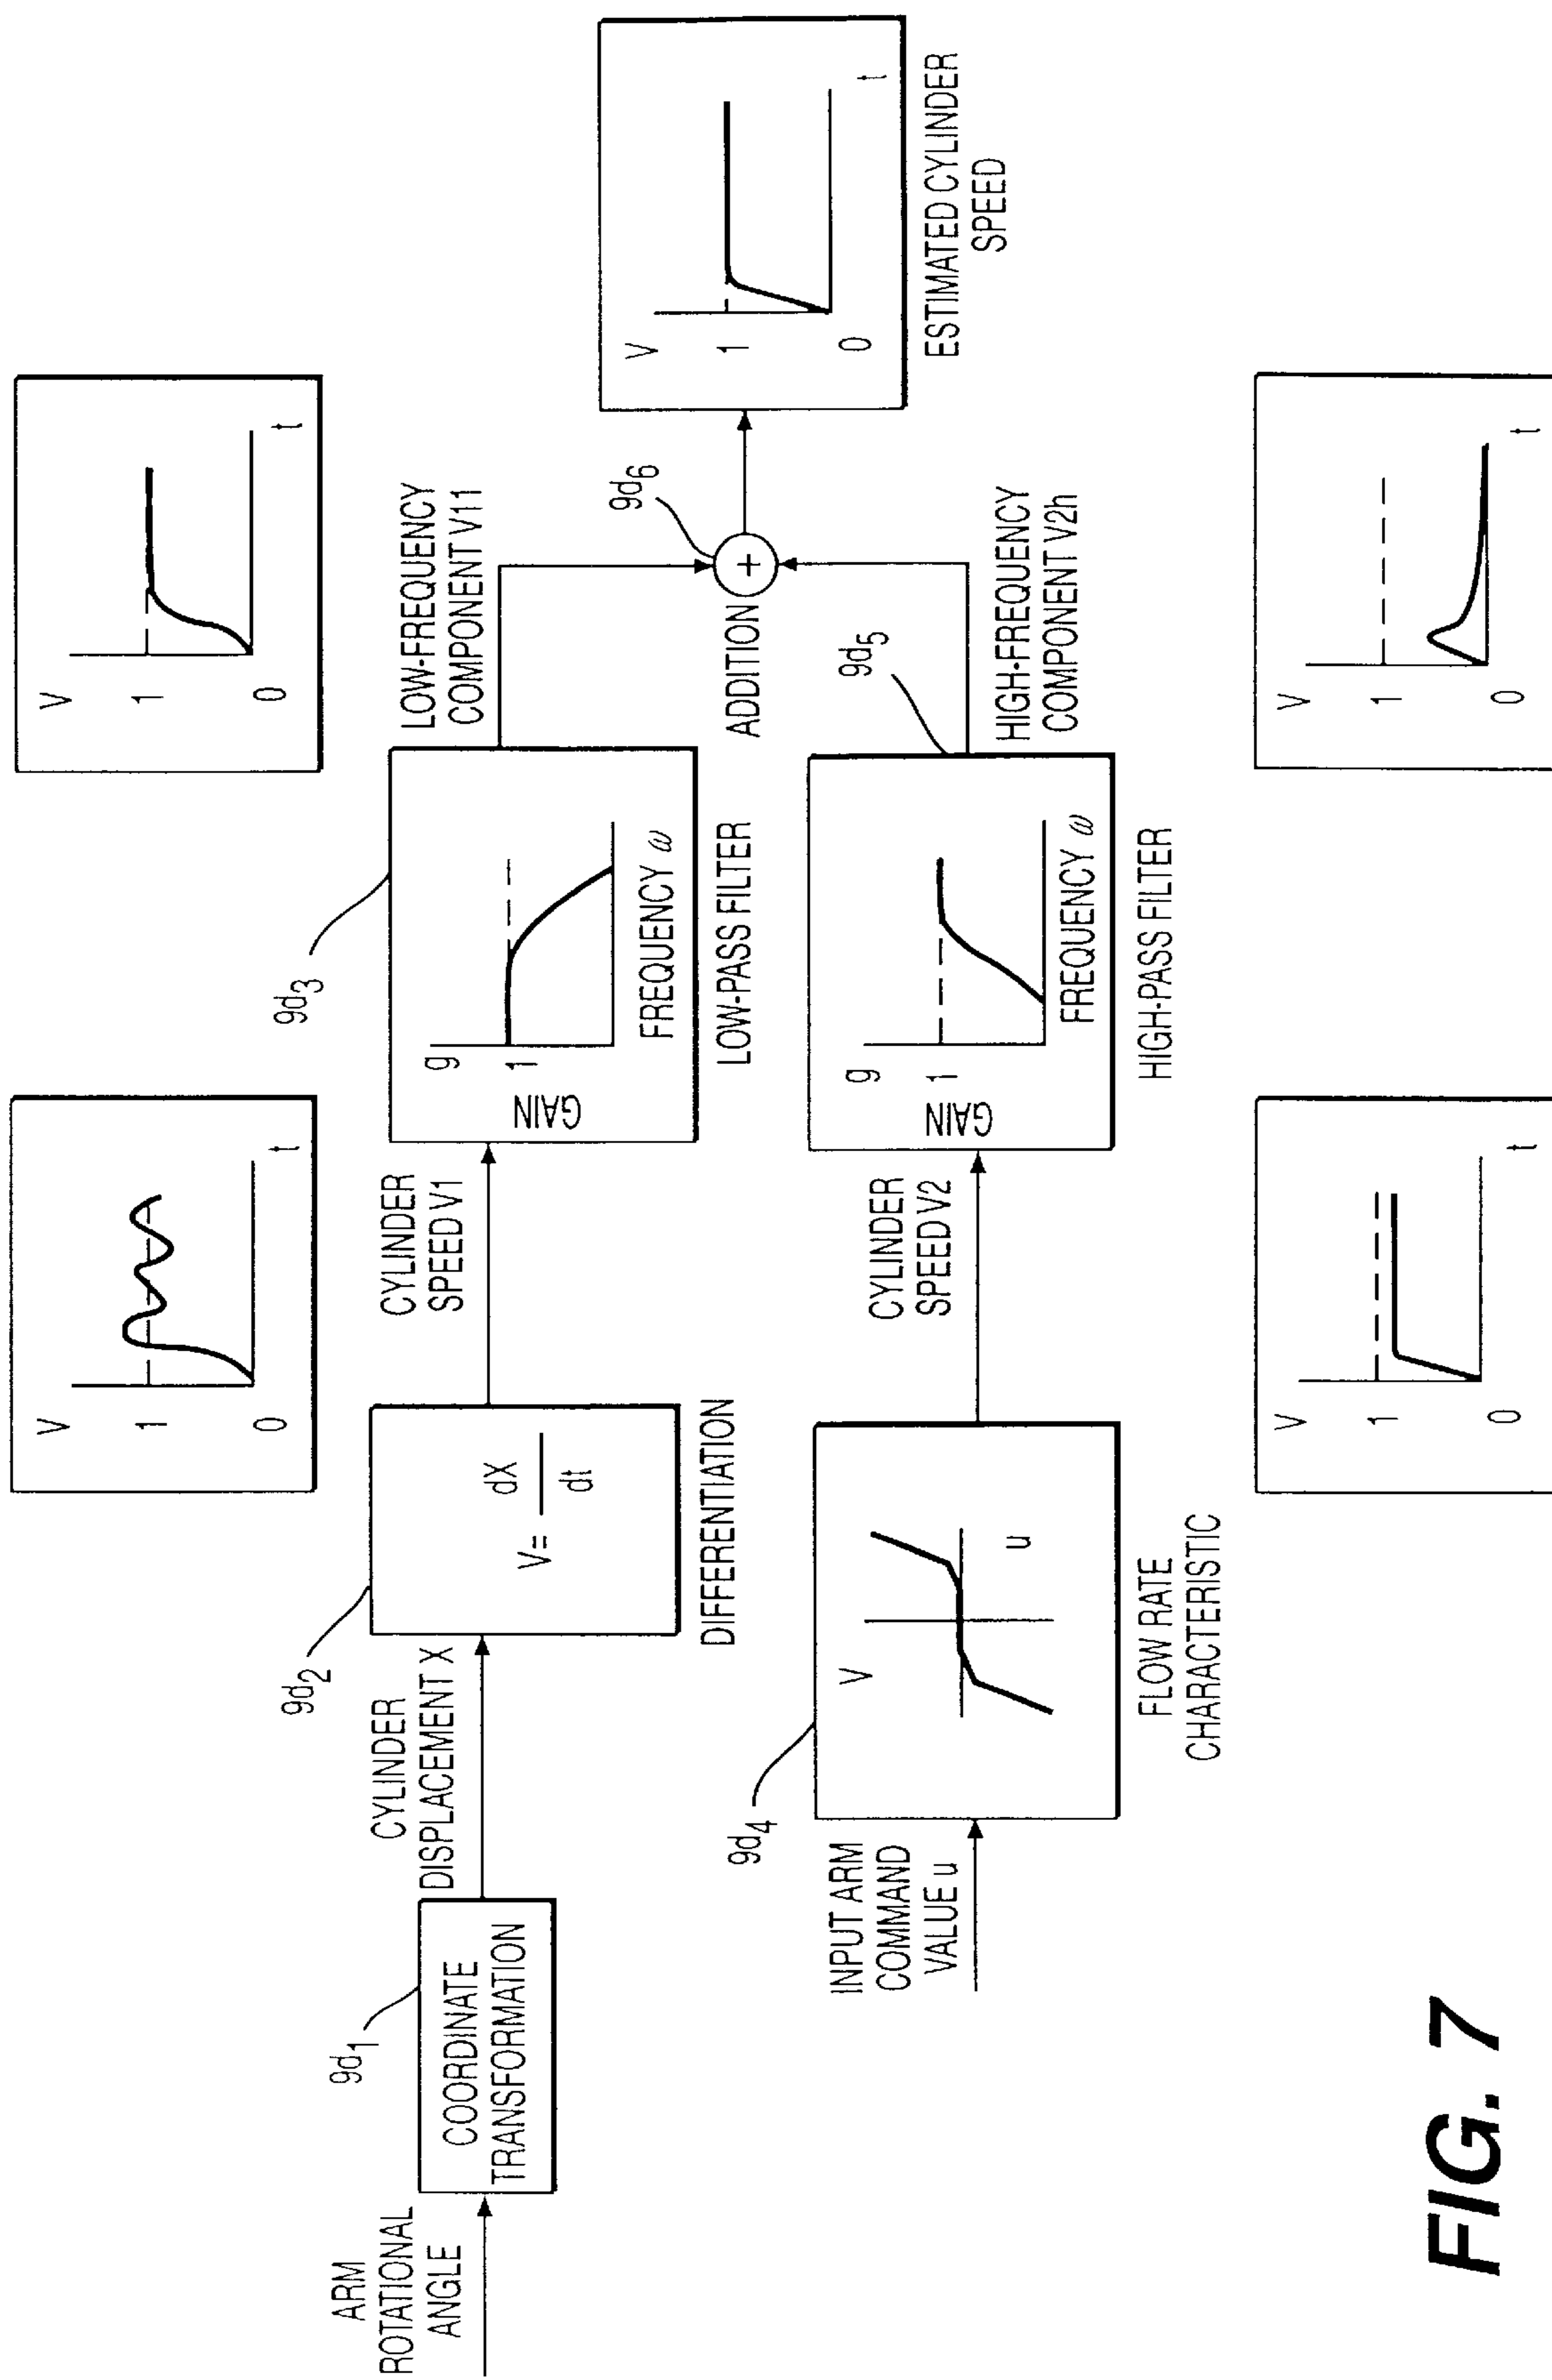 V
1
0
t
V
1
0
t
9d1
ARM
ROTATIONAL
ANGLE
COORDINATE
TRANSFORMATION
CYLINDER
DISPLACEMENT X
9d2
V= dX
dt
DIFFERENTIATION
CYLINDER
SPEED V1
9d3
g
1
GAIN
FREQUENCY ω
LOW-PASS FILTER
LOW-FREQUENCY
COMPONENT V11
9d6
+
ADDITION
V
1
0
t
ESTIMATED CYLINDER
SPEED
INPUT ARM
COMMAND
VALUE u
9d4
V
u
FLOW RATE
CHARACTERISTIC
CYLINDER
SPEED V2
9d5
g
1
GAIN
FREQUENCY ω
HIGH-PASS FILTER
HIGH-FREQUENCY
COMPONENT V2h
V
1
0
t
V
1
0
t
FIG. 7